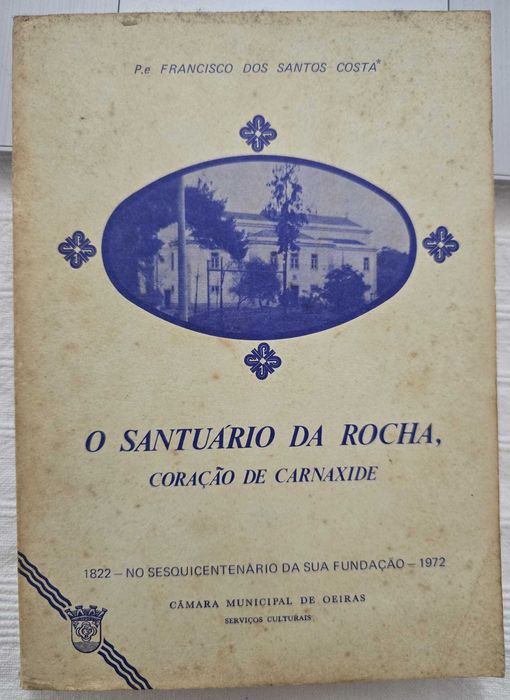 P.e FRANCISCO DOS SANTOS COSTA*
O SANTUÁRIO DA ROCHA,
CORAÇÃO DE CARNAXIDE
1822 — NO SESQUICENTENÁRIO DA SUA FUNDAÇÃO — 1972
CÂMARA MUNICIPAL DE OEIRAS
SERVIÇOS CULTURAIS